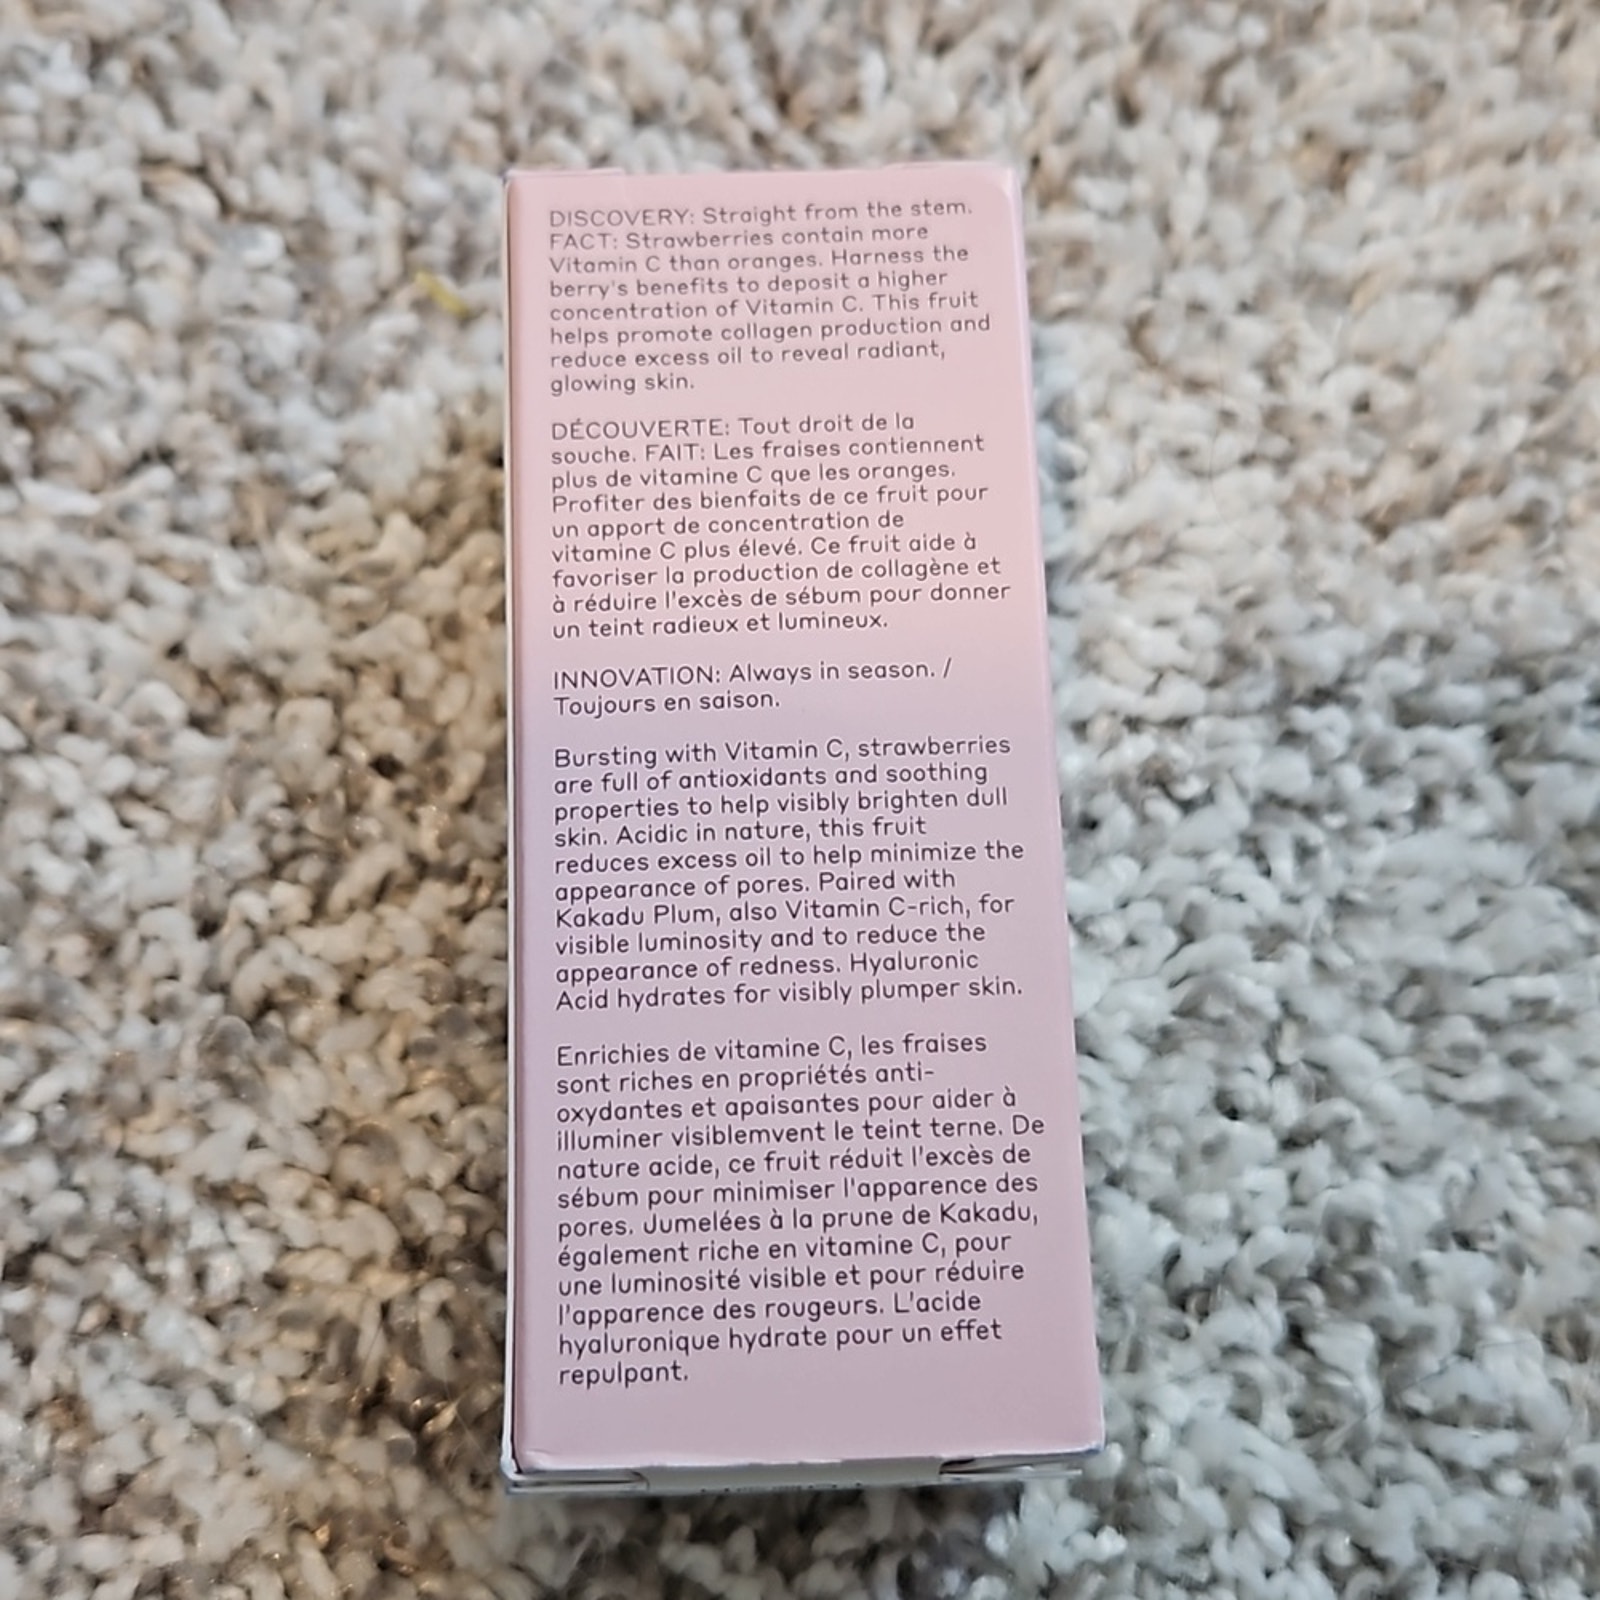 DISCOVERY: Straight from the stem.
FACT: Strawberries contain more
Vitamin C than oranges. Harness the
berry's benefits to deposit a higher
concentration of Vitamin C. This fruit
helps promote collagen production and
reduce excess oil to reveal radiant,
glowing skin.
DÉCOUVERTE: Tout droit de la
souche. FAIT: Les fraises contiennent
plus de vitamine C que les oranges.
Profiter des bienfaits de ce fruit pour
un apport de concentration de
vitamine C plus élevé. Ce fruit aide à
favoriser la production de collagène et
à réduire l'excès de sébum pour donner
un teint radieux et lumineux.
INNOVATION: Always in season. /
Toujours en saison.
Bursting with Vitamin C, strawberries
are full of antioxidants and soothing
properties to help visibly brighten dull
skin. Acidic in nature, this fruit
reduces excess oil to help minimize the
appearance of pores. Paired with
Kakadu Plum, also Vitamin C-rich, for
visible luminosity and to reduce the
appearance of redness. Hyaluronic
Acid hydrates for visibly plumper skin.
Enrichies de vitamine C, les fraises
sont riches en propriétés anti-
oxydantes et apaisantes pour aider à
illuminer visiblemvent le teint terne. De
nature acide, ce fruit réduit l'excès de
sébum pour minimiser l'apparence des
pores. Jumelées à la prune de Kakadu,
également riche en vitamine C, pour
une luminosité visible et pour réduire
l'apparence des rougeurs. L'acide
hyaluronique hydrate pour un effet
repulpant.